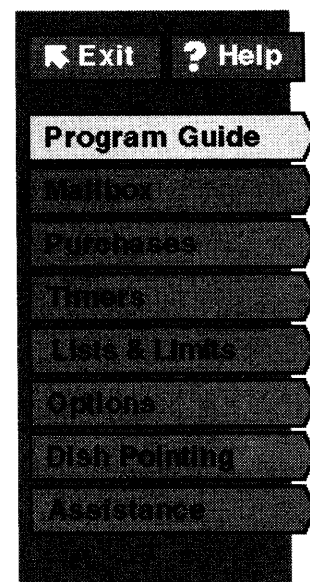 Exit ? Help
Program Guide
Mailbox
Purchases
Timers
Lists & Limits
Options
Dish Pointing
Assistance